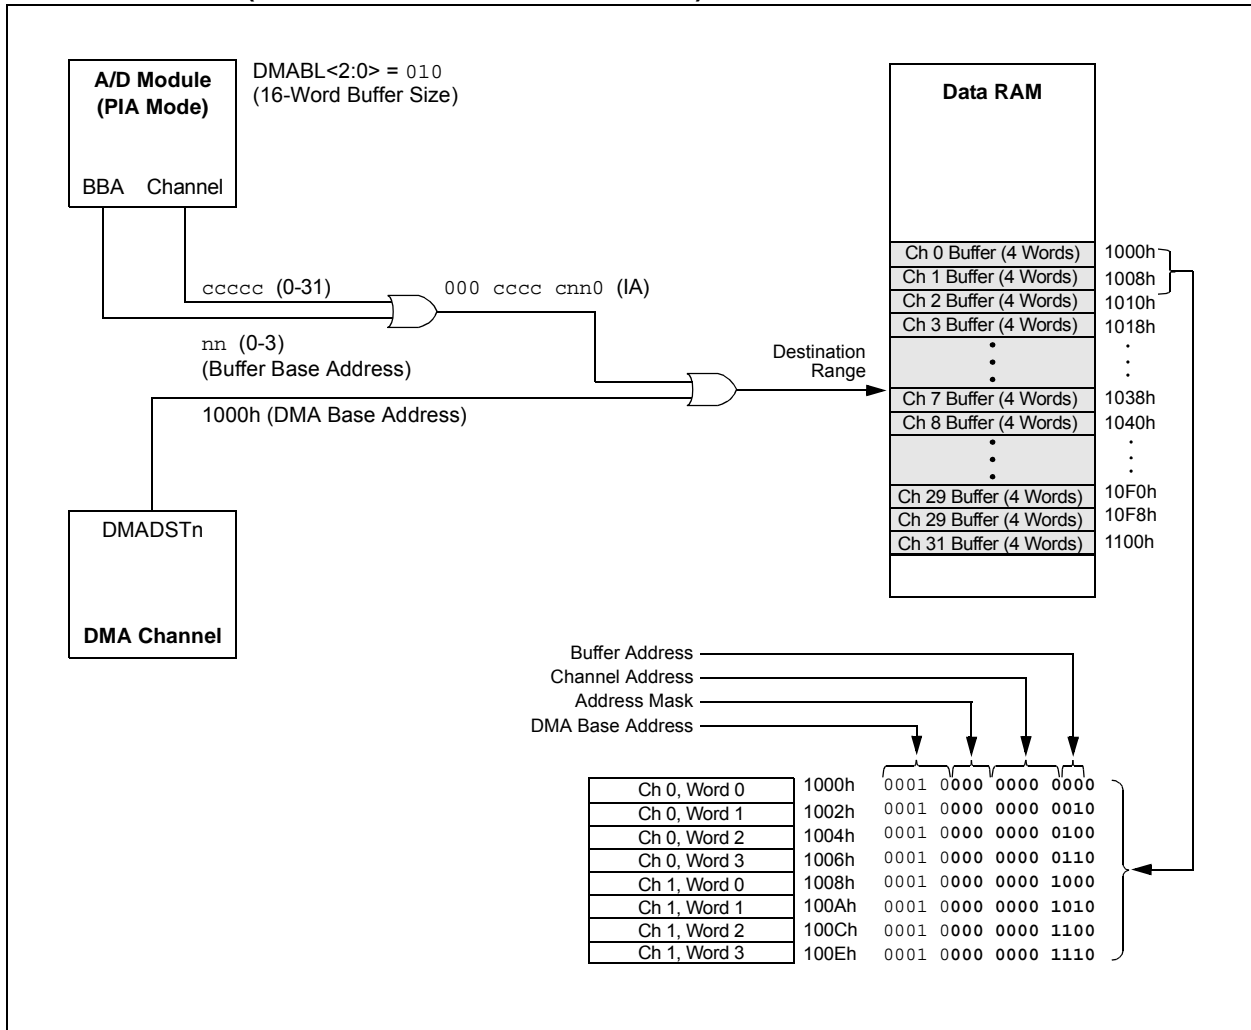 A/D Module
(PIA Mode)
BBA Channel
DMABL<2:0> = 010
(16-Word Buffer Size)
ccccc (0-31)
000 cccc cnn0 (IA)
nn (0-3)
(Buffer Base Address)
1000h (DMA Base Address)
Destination
Range
DMADSTn
DMA Channel
Data RAM
Ch 0 Buffer (4 Words) 1000h
Ch 1 Buffer (4 Words) 1008h
Ch 2 Buffer (4 Words) 1010h
Ch 3 Buffer (4 Words) 1018h
Ch 7 Buffer (4 Words) 1038h
Ch 8 Buffer (4 Words) 1040h
Ch 29 Buffer (4 Words) 10F0h
Ch 29 Buffer (4 Words) 10F8h
Ch 31 Buffer (4 Words) 1100h
Buffer Address
Channel Address
Address Mask
DMA Base Address
Ch 0, Word 0 1000h 0001 0000 0000 0000
Ch 0, Word 1 1002h 0001 0000 0000 0010
Ch 0, Word 2 1004h 0001 0000 0000 0100
Ch 0, Word 3 1006h 0001 0000 0000 0110
Ch 1, Word 0 1008h 0001 0000 0000 1000
Ch 1, Word 1 100Ah 0001 0000 0000 1010
Ch 1, Word 2 100Ch 0001 0000 0000 1100
Ch 1, Word 3 100Eh 0001 0000 0000 1110